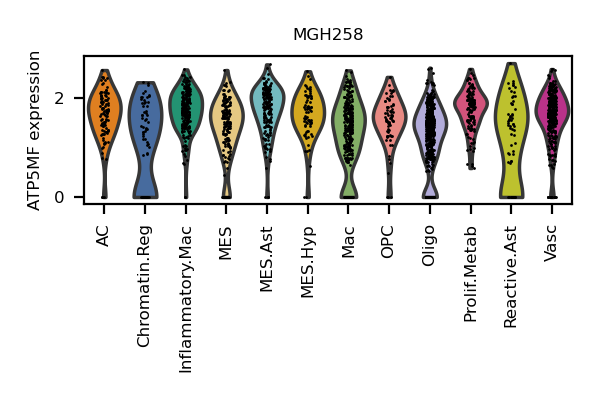 MGH258
ATP5MF expression
2
0
AC
Chromatin.Reg
Inflammatory.Mac
MES
MES.Ast
MES.Hyp
Mac
OPC
Oligo
Prolif.Metab
Reactive.Ast
Vasc